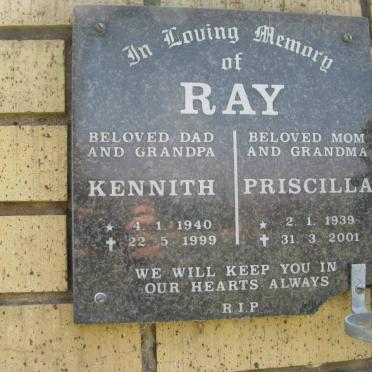 In Loving Memory
of
RAY
BELOVED DAD
AND GRANDPA
KENNITH
★ 4 1 1940
✝ 22 5 1999
BELOVED MOM
AND GRANDMA
PRISCILLA
☆ 2 1 1939
✝ 31 3 2001
WE WILL KEEP YOU IN
OUR HEARTS ALWAYS
R I P